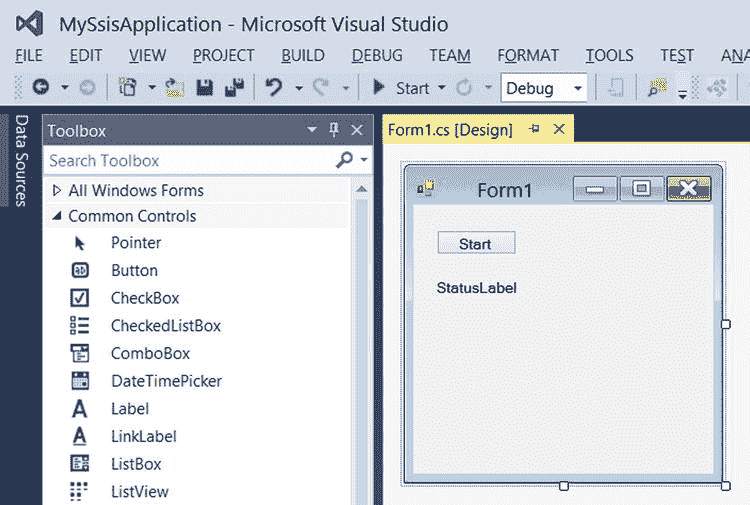 MySsisApplication - Microsoft Visual Studio
FILE EDIT VIEW PROJECT BUILD DEBUG TEAM FORMAT TOOLS TEST ANA
Start Debug
Data Sources
Toolbox
Search Toolbox
All Windows Forms
Common Controls
Pointer
Button
CheckBox
CheckedListBox
ComboBox
DateTimePicker
Label
LinkLabel
ListBox
ListView
Form1.cs [Design]
Form1
Start
StatusLabel